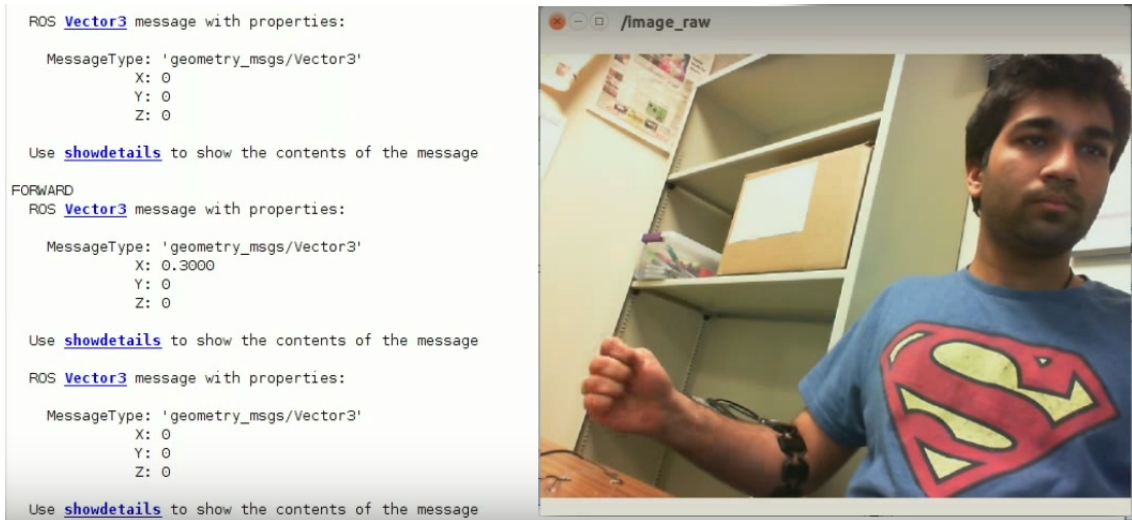 ROS Vector3 message with properties:
MessageType: 'geometry_msgs/Vector3'
X: 0
Y: 0
Z: 0
Use showdetails to show the contents of the message
FORWARD
ROS Vector3 message with properties:
MessageType: 'geometry_msgs/Vector3'
X: 0.3000
Y: 0
Z: 0
Use showdetails to show the contents of the message
ROS Vector3 message with properties:
MessageType: 'geometry_msgs/Vector3'
X: 0
Y: 0
Z: 0
Use showdetails to show the contents of the message
/image_raw
S